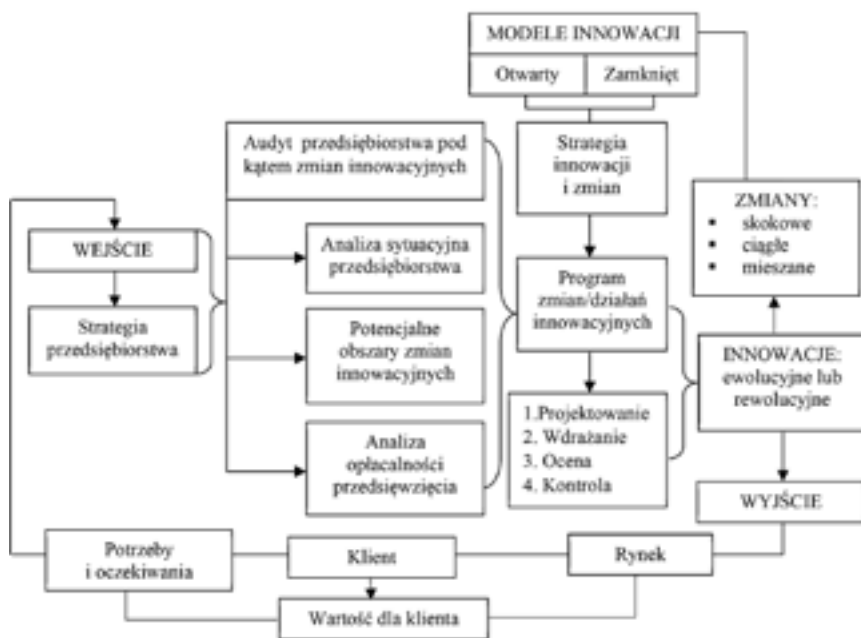 MODELE INNOWACJI
Otwarty
Zamknięt
Audyt przedsiębiorstwa pod
kątem zmian innowacyjnych
Strategia
innowacji
i zmian
ZMIANY:
• skokowe
• ciągłe
• mieszane
WEJŚCIE
Analiza sytuacyjna
przedsiębiorstwa
Program
zmian/działań
innowacyjnych
Strategia
przedsiębiorstwa
Potencjalne
obszary zmian
innowacyjnych
INNOWACJE:
ewolucyjne lub
rewolucyjne
1.Projektowanie
2. Wdrażanie
3. Ocena
4. Kontrola
Analiza
opłacalności
przedsięwzięcia
WYJŚCIE
Potrzeby
i oczekiwania
Klient
Rynek
Wartość dla klienta